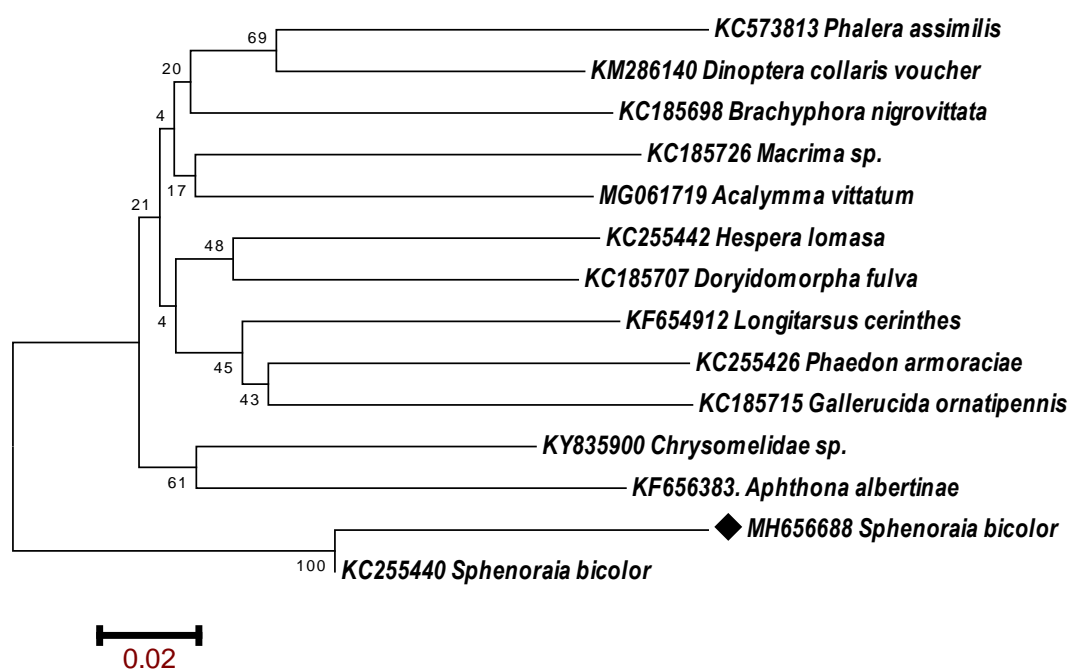 69
KC573813 Phalera assimilis
20
KM286140 Dinoptera collaris voucher
4
KC185698 Brachyphora nigrovittata
KC185726 Macrima sp.
17
MG061719 Acalymma vittatum
21
48
KC255442 Hespera lomasa
KC185707 Doryidomorpha fulva
4
KF654912 Longitarsus cerinthes
45
KC255426 Phaedon armoraciae
43
KC185715 Gallerucida ornatipennis
KY835900 Chrysomelidae sp.
61
KF656383. Aphthona albertinae
MH656688 Sphenoraia bicolor
100
KC255440 Sphenoraia bicolor
0.02